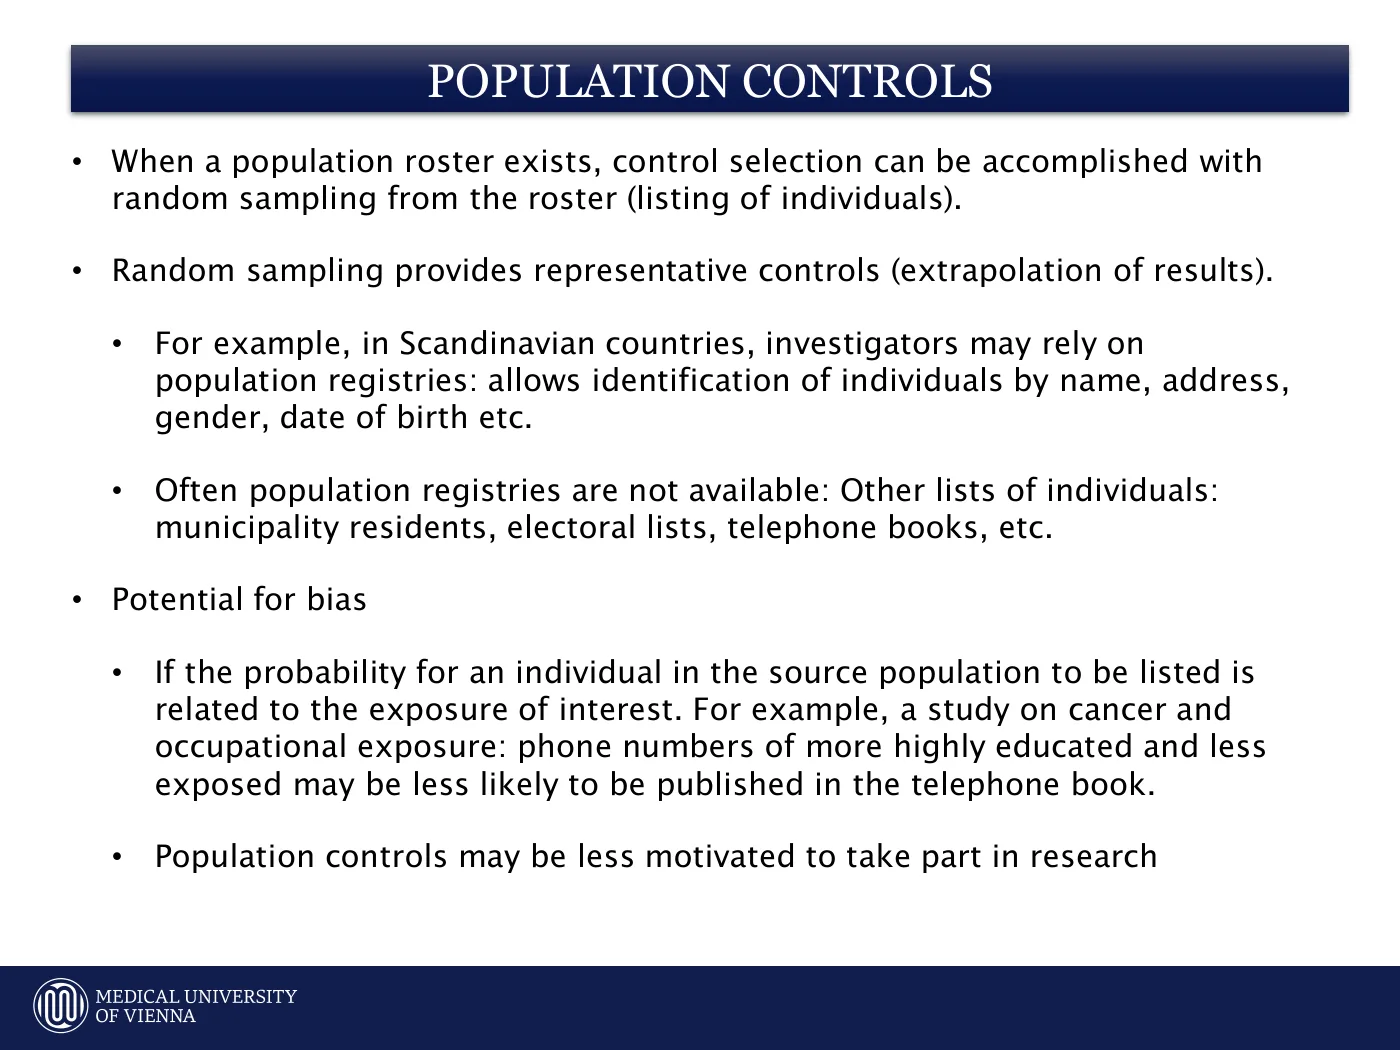 POPULATION CONTROLS
• When a population roster exists, control selection can be accomplished with
random sampling from the roster (listing of individuals).
• Random sampling provides representative controls (extrapolation of results).
• For example, in Scandinavian countries, investigators may rely on
population registries: allows identification of individuals by name, address,
gender, date of birth etc.
• Often population registries are not available: Other lists of individuals:
municipality residents, electoral lists, telephone books, etc.
• Potential for bias
• If the probability for an individual in the source population to be listed is
related to the exposure of interest. For example, a study on cancer and
occupational exposure: phone numbers of more highly educated and less
exposed may be less likely to be published in the telephone book.
• Population controls may be less motivated to take part in research
MEDICAL UNIVERSITY
OF VIENNA